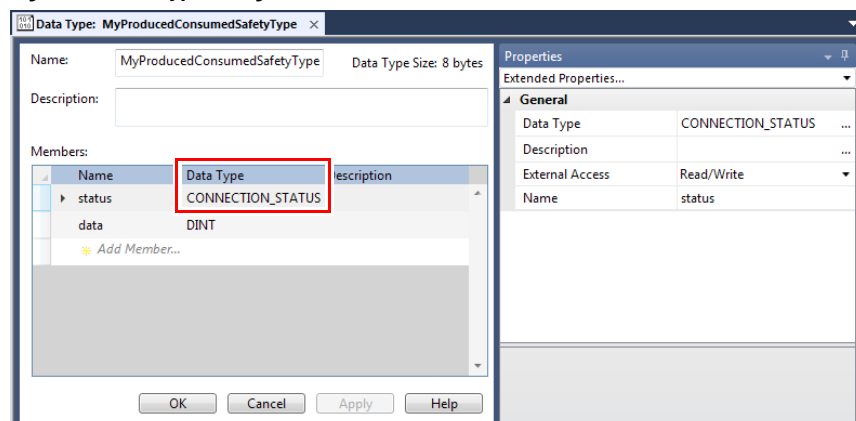 Data Type: MyProducedConsumedSafetyType ×
Name: MyProducedConsumedSafetyType Data Type Size: 8 bytes
Description:
Members:
Name Data Type escription
status CONNECTION_STATUS
data DINT
Add Member...
OK Cancel Apply Help
Properties
Extended Properties...
General
Data Type CONNECTION_STATUS ...
Description ...
External Access Read/Write
Name status